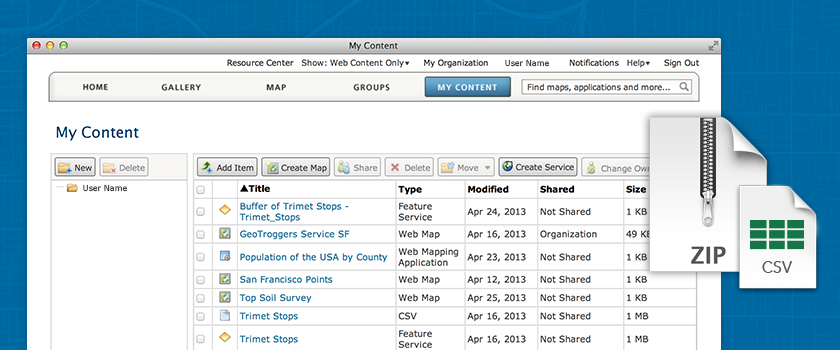 My Content
Resource Center Show: Web Content Only▾ My Organization User Name Notifications Help▾ Sign Out
HOME GALLERY MAP GROUPS MY CONTENT Find maps, applications and more...
My Content
New Delete
User Name
Add Item Create Map Share Delete Move Create Service Change Own
▲Title Type Modified Shared Size
Buffer of Trimet Stops - Trimet_Stops Feature Service Apr 24, 2013 Not Shared 1 KB
GeoTroggers Service SF Web Map Apr 16, 2013 Organization 49 KB
Population of the USA by County Web Mapping Application Apr 23, 2013 Not Shared 1 KB
San Francisco Points Web Map Apr 12, 2013 Not Shared 1 KB
Top Soil Survey Web Map Apr 25, 2013 Not Shared 1 KB
Trimet Stops CSV Apr 16, 2013 Not Shared 1 MB
Trimet Stops Feature Service Apr 16, 2013 Not Shared 1 MB
ZIP
CSV